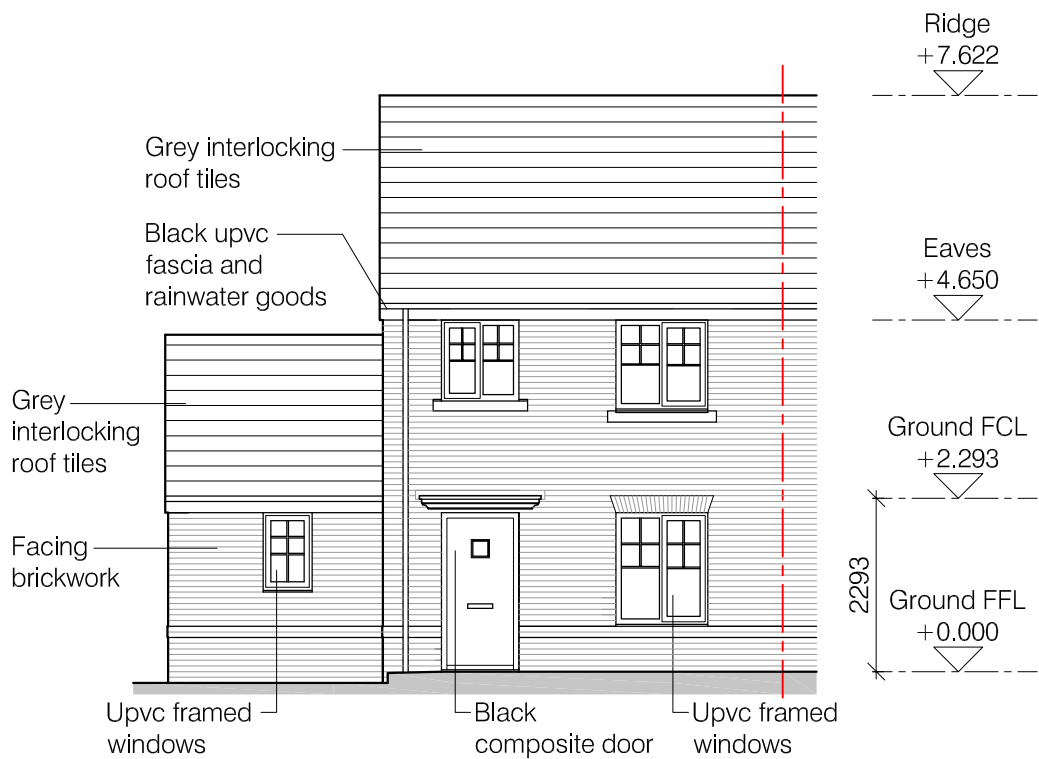 Ridge
+7.622
Grey interlocking
roof tiles
Black upvc
fascia and
rainwater goods
Eaves
+4.650
Grey
interlocking
roof tiles
Ground FCL
+2.293
Facing
brickwork
2293
Ground FFL
+0.000
Upvc framed
windows
Black
composite door
Upvc framed
windows